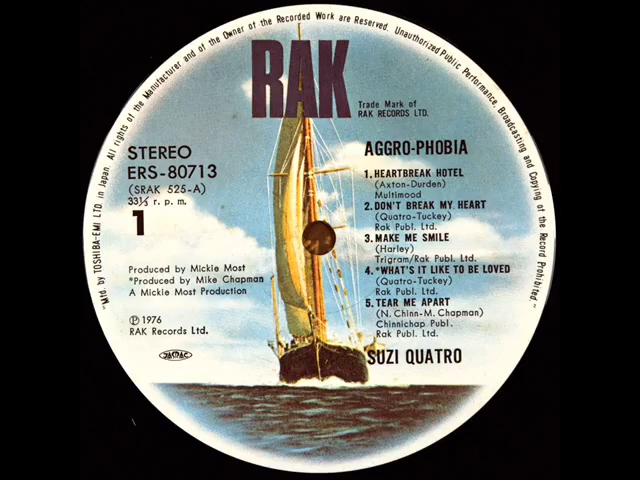 "Mfd. by TOSHIBA-EMI LTD. in Japan. All rights of the Manufacturer and of the Owner of the Recorded Work are Reserved. Unauthorized Public Performance, Broadcasting and Copying of the Record Prohibited."
RAK
Trade Mark of
RAK RECORDS LTD.
STEREO
ERS-80713
(SRAK 525-A)
33⅓ r. p. m.
1
Produced by Mickie Most
*Produced by Mike Chapman
A Mickie Most Production
Ⓟ 1976
RAK Records Ltd.
JASRAC
AGGRO-PHOBIA
1. HEARTBREAK HOTEL
(Axton-Durden)
Multimood
2. DON'T BREAK MY HEART
(Quatro-Tuckey)
Rak Publ. Ltd.
3. MAKE ME SMILE
(Harley)
Trigram/Rak Publ. Ltd.
4. *WHAT'S IT LIKE TO BE LOVED
(Quatro-Tuckey)
Rak Publ. Ltd.
5. TEAR ME APART
(N. Chinn-M. Chapman)
Chinnichap Publ.
Rak Publ. Ltd.
SUZI QUATRO